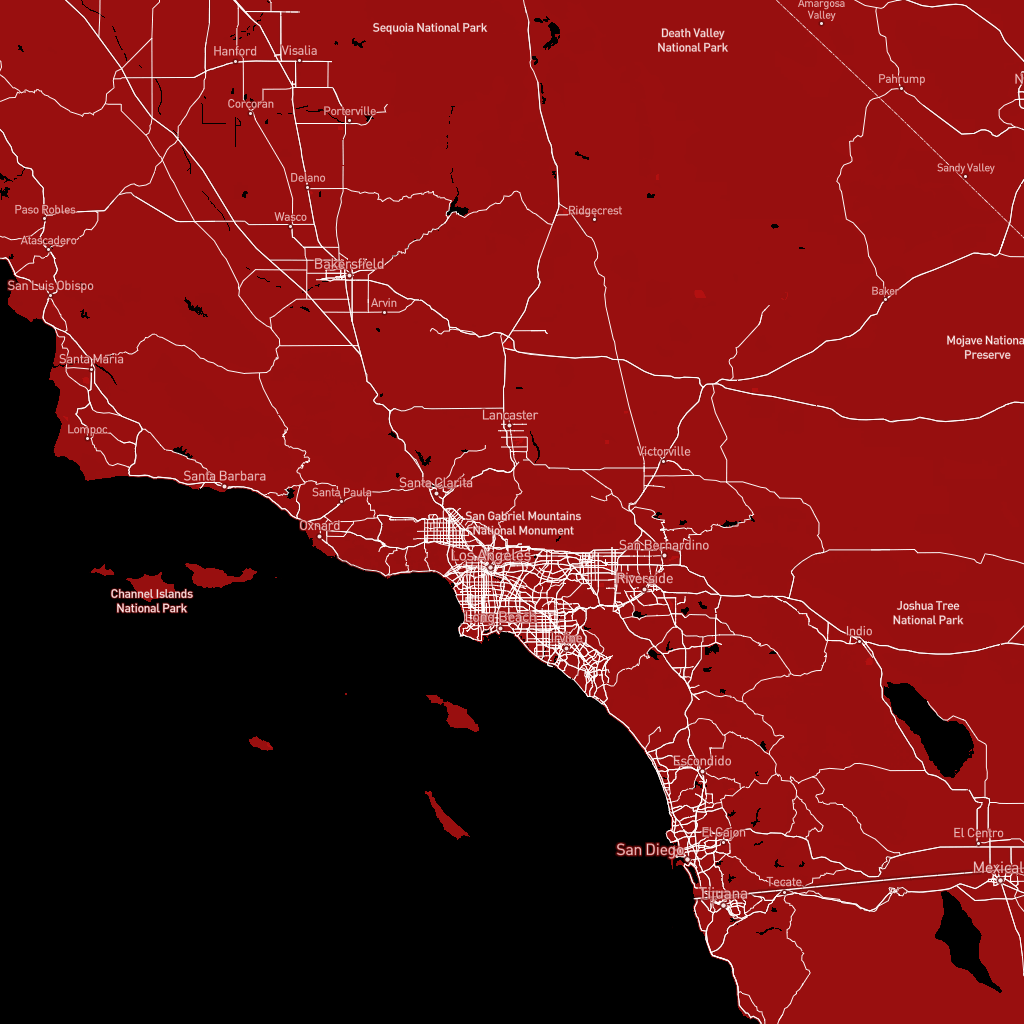 Amargosa
Valley
Sequoia National Park
Death Valley
National Park
Hanford
Visalia
Pahrump
N
Corcoran
Porterville
Sandy Valley
Delano
Paso Robles
Wasco
Ridgecrest
Atascadero
Bakersfield
San Luis Obispo
Baker
Arvin
Mojave Nationa
Preserve
Santa Maria
Lancaster
Lompoc
Victorville
Santa Barbara
Santa Clarita
Santa Paula
San Gabriel Mountains
National Monument
Oxnard
San Bernardino
Los Angeles
Riverside
Channel Islands
National Park
Joshua Tree
National Park
Long Beach
Indio
Irvine
Escondido
El Cajon
El Centro
San Diego
Mexical
Tecate
Tijuana